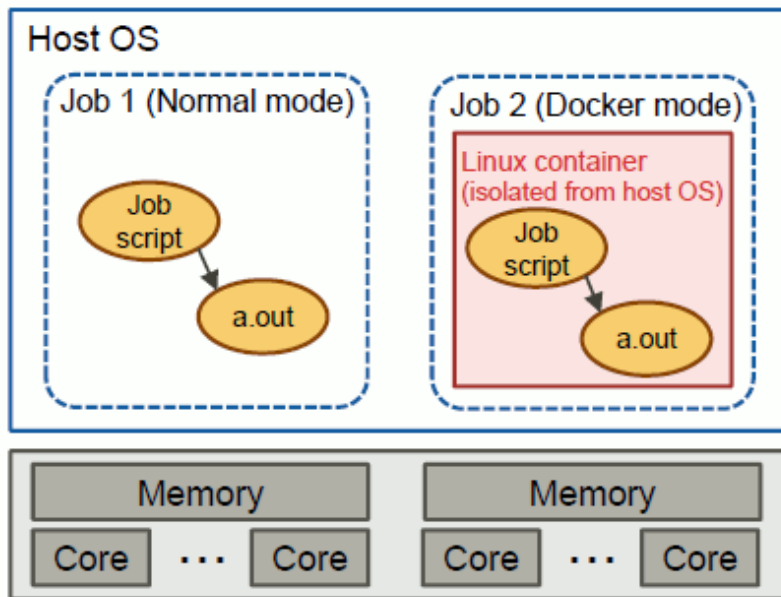 Host OS
Job 1 (Normal mode)
Job
script
a.out
Job 2 (Docker mode)
Linux container
(isolated from host OS)
Job
script
a.out
Memory
Core ... Core
Memory
Core ... Core